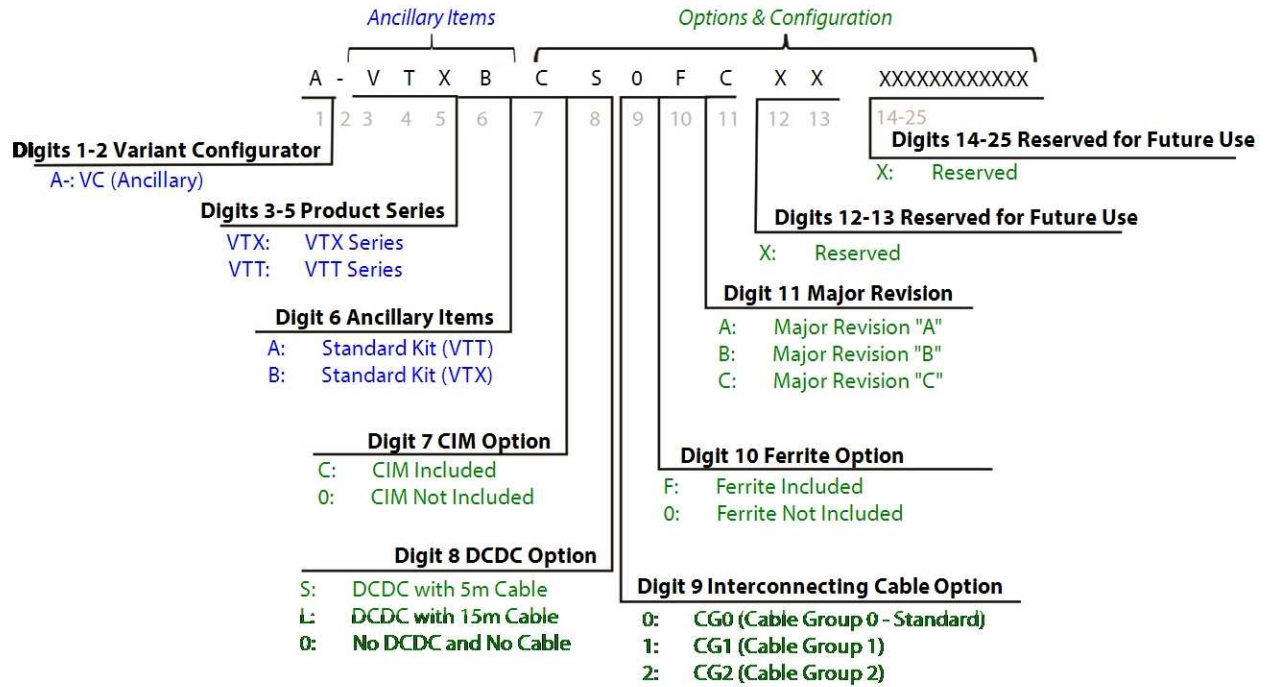 Ancillary Items
Options & Configuration
A - V T X B C S 0 F C X X XXXXXXXXXXXX
1 2 3 4 5 6 7 8 9 10 11 12 13 14-25
Digits 1-2 Variant Configurator
A-: VC (Ancillary)
Digits 14-25 Reserved for Future Use
X: Reserved
Digits 3-5 Product Series
VTX: VTX Series
VTT: VTT Series
Digits 12-13 Reserved for Future Use
X: Reserved
Digit 6 Ancillary Items
A: Standard Kit (VTT)
B: Standard Kit (VTX)
Digit 11 Major Revision
A: Major Revision "A"
B: Major Revision "B"
C: Major Revision "C"
Digit 7 CIM Option
C: CIM Included
0: CIM Not Included
Digit 10 Ferrite Option
F: Ferrite Included
0: Ferrite Not Included
Digit 8 DCDC Option
S: DCDC with 5m Cable
L: DCDC with 15m Cable
0: No DCDC and No Cable
Digit 9 Interconnecting Cable Option
0: CG0 (Cable Group 0 - Standard)
1: CG1 (Cable Group 1)
2: CG2 (Cable Group 2)